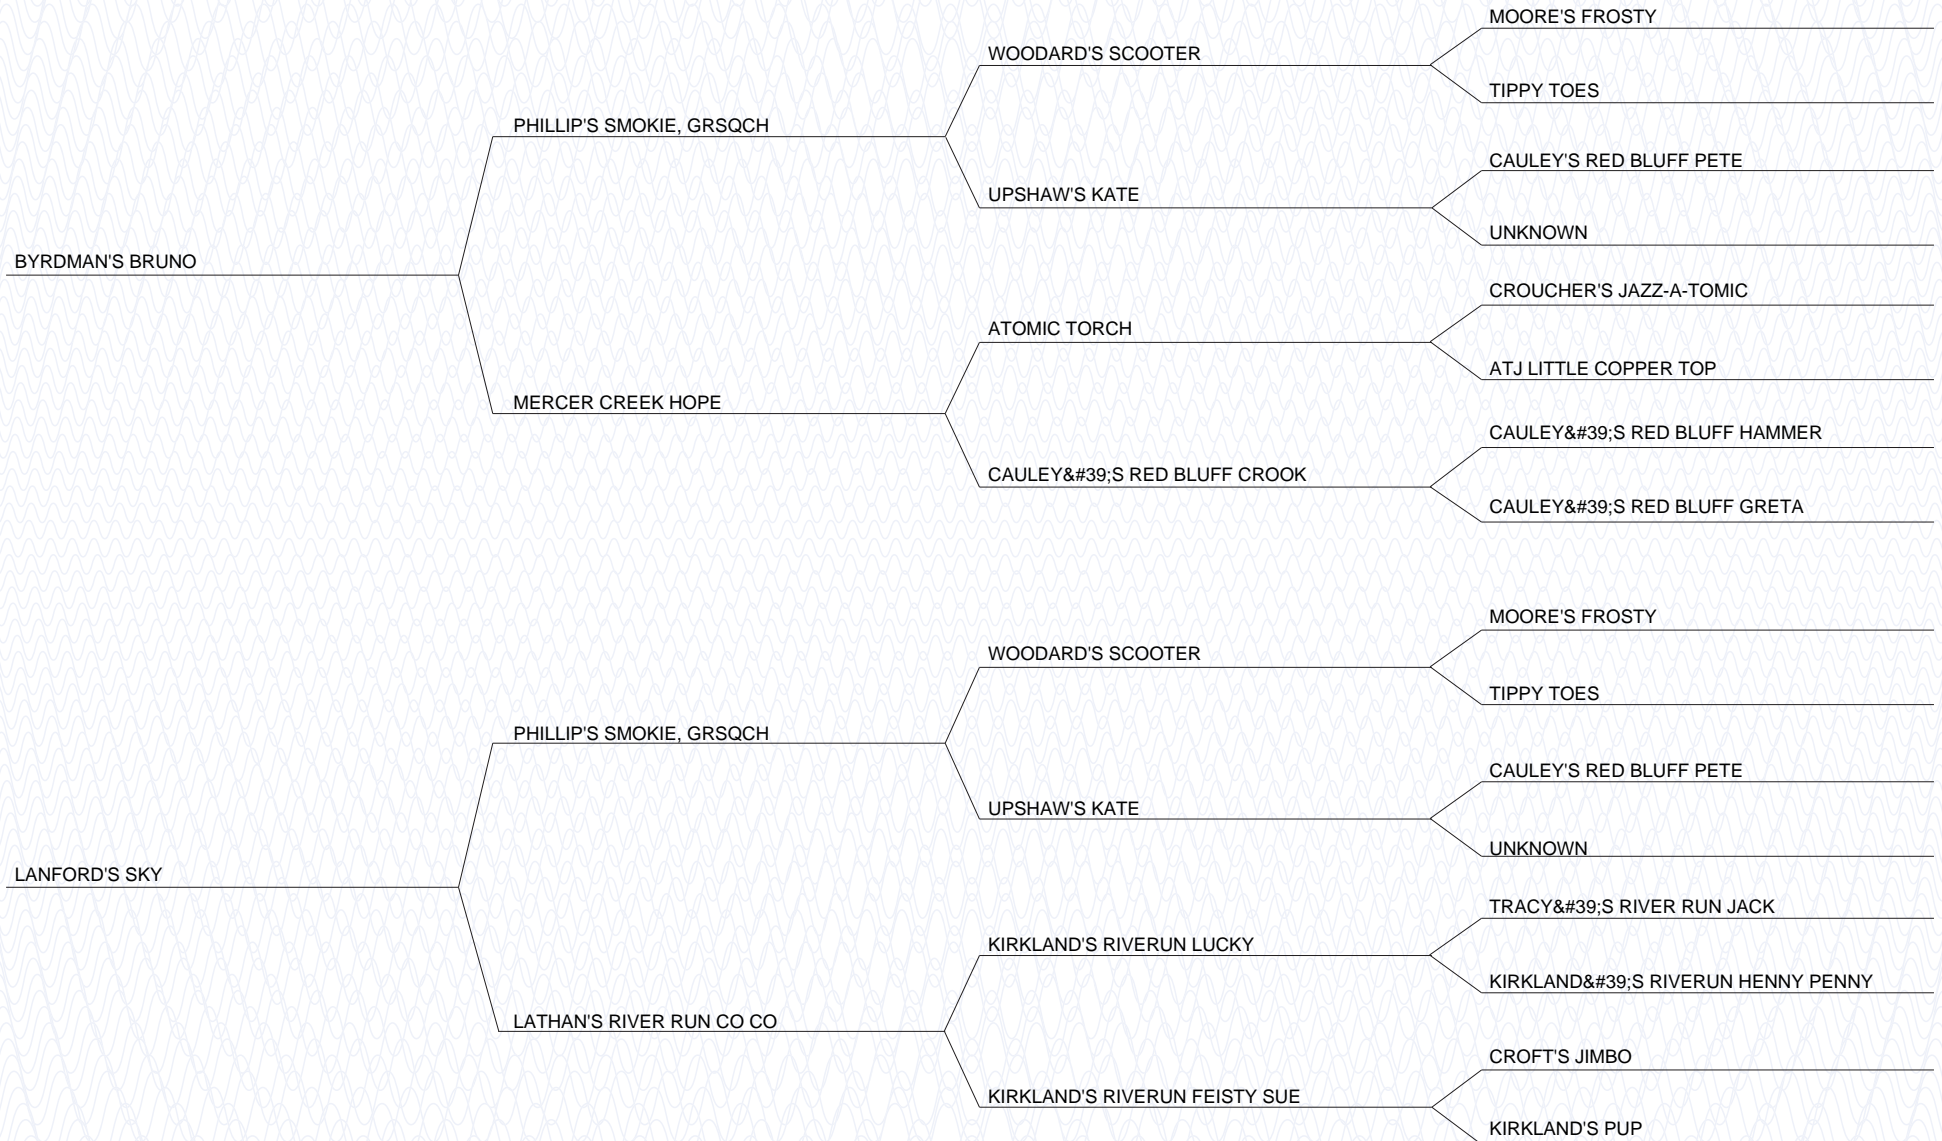 MOORE'S FROSTY
WOODARD'S SCOOTER
TIPPY TOES
PHILLIP'S SMOKIE, GRSQCH
CAULEY'S RED BLUFF PETE
UPSHAW'S KATE
UNKNOWN
BYRDMAN'S BRUNO
CROUCHER'S JAZZ-A-TOMIC
ATOMIC TORCH
ATJ LITTLE COPPER TOP
MERCER CREEK HOPE
CAULEY&#39;S RED BLUFF HAMMER
CAULEY&#39;S RED BLUFF CROOK
CAULEY&#39;S RED BLUFF GRETA
MOORE'S FROSTY
WOODARD'S SCOOTER
TIPPY TOES
PHILLIP'S SMOKIE, GRSQCH
CAULEY'S RED BLUFF PETE
UPSHAW'S KATE
UNKNOWN
LANFORD'S SKY
TRACY&#39;S RIVER RUN JACK
KIRKLAND'S RIVERUN LUCKY
KIRKLAND&#39;S RIVERUN HENNY PENNY
LATHAN'S RIVER RUN CO CO
CROFT'S JIMBO
KIRKLAND'S RIVERUN FEISTY SUE
KIRKLAND'S PUP